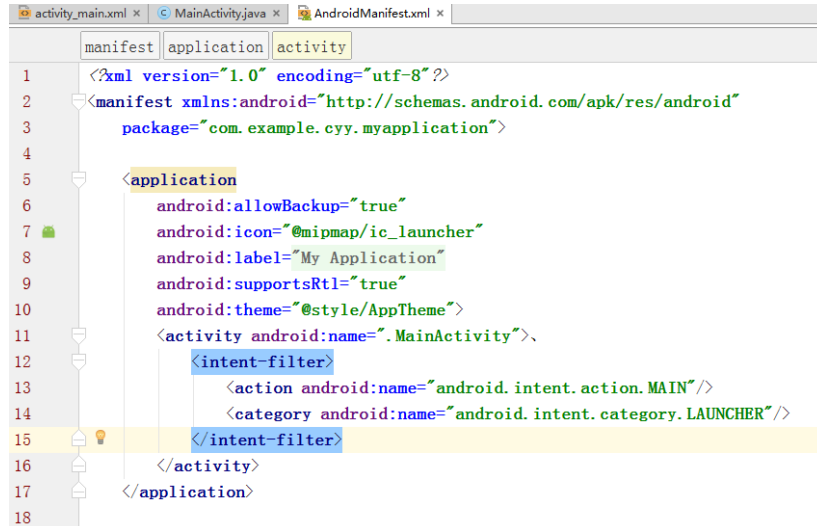 activity_main.xml × MainActivity.java × AndroidManifest.xml ×
manifest application activity
1 <?xml version="1.0" encoding="utf-8"?>
2 <manifest xmlns:android="http://schemas.android.com/apk/res/android"
3 package="com.example.cyy.myapplication">
4
5 <application
6 android:allowBackup="true"
7 android:icon="@mipmap/ic_launcher"
8 android:label="My Application"
9 android:supportsRtl="true"
10 android:theme="@style/AppTheme">
11 <activity android:name=".MainActivity">、
12 <intent-filter>
13 <action android:name="android.intent.action.MAIN"/>
14 <category android:name="android.intent.category.LAUNCHER"/>
15 </intent-filter>
16 </activity>
17 </application>
18